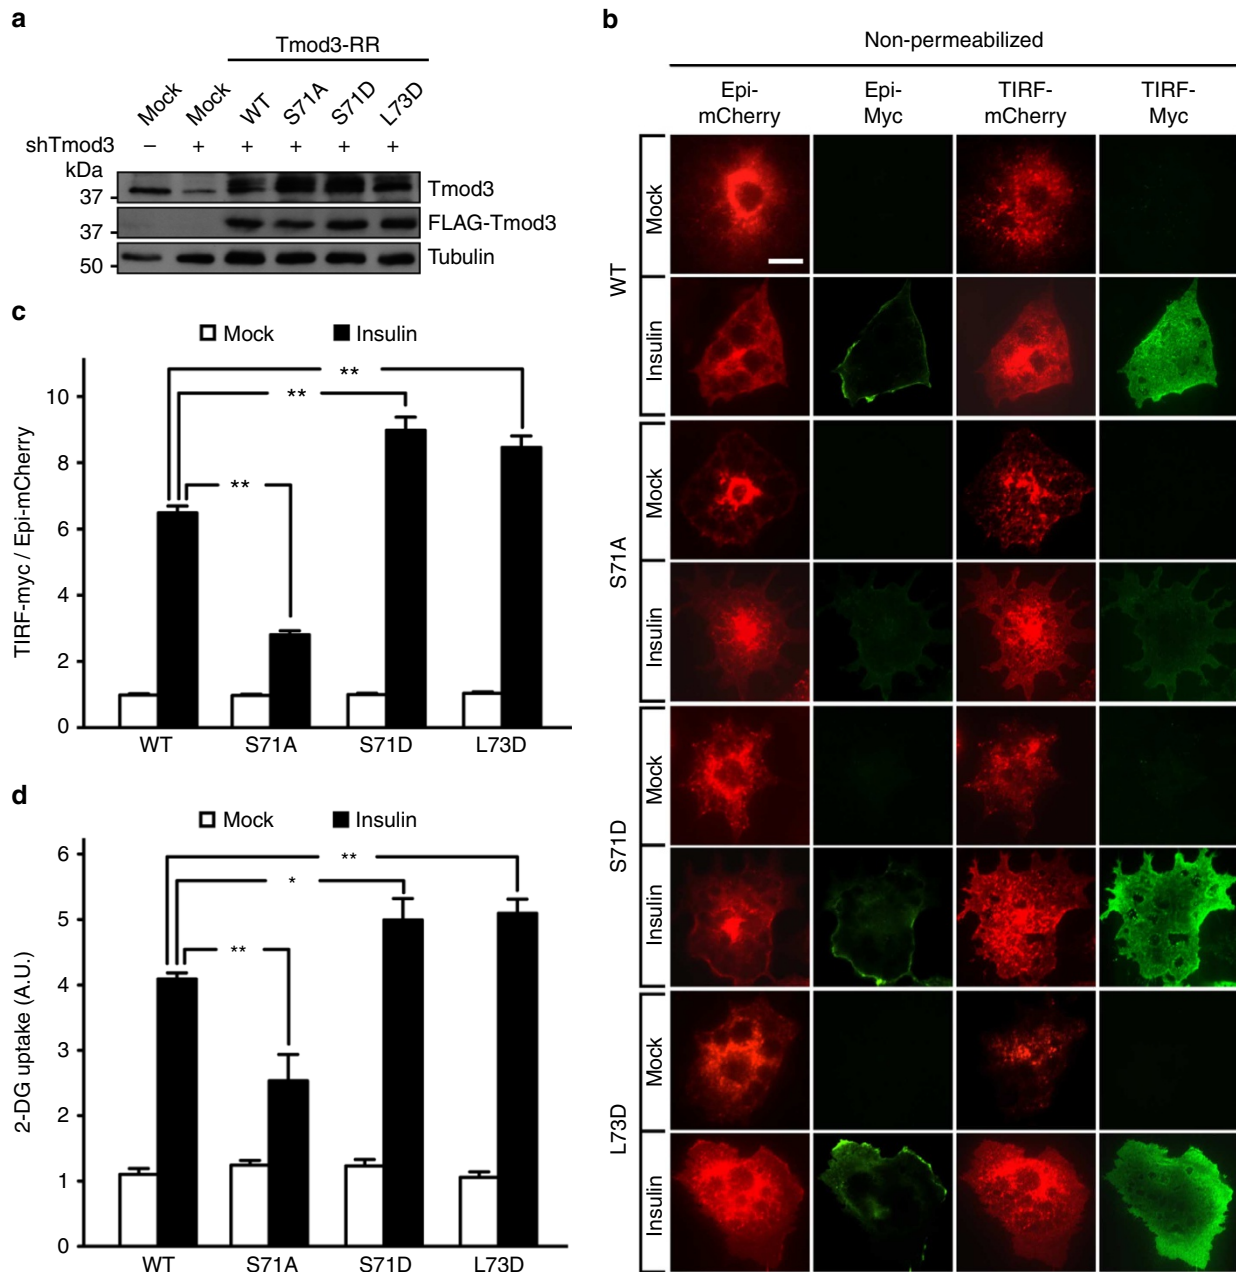 a
Tmod3-RR
Mock Mock WT S71A S71D L73D
shTmod3 – + + + + +
kDa
37 Tmod3
37 FLAG-Tmod3
50 Tubulin
b
Non-permeabilized
Epi-mCherry Epi-Myc TIRF-mCherry TIRF-Myc
WT
Mock
Insulin
S71A
Mock
Insulin
S71D
Mock
Insulin
L73D
Mock
Insulin
c
Mock Insulin
TIRF-myc / Epi-mCherry
10
8
6
4
2
0
**
**
**
WT S71A S71D L73D
d
Mock Insulin
2-DG uptake (A.U.)
6
5
4
3
2
1
0
**
*
**
WT S71A S71D L73D